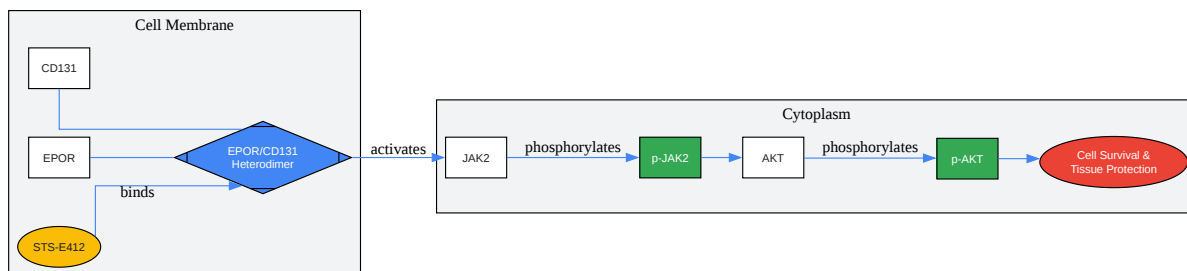 Cell Membrane
CD131
EPOR
EPOR/CD131
Heterodimer
binds
STS-E412
activates
Cytoplasm
JAK2
phosphorylates
p-JAK2
AKT
phosphorylates
p-AKT
Cell Survival &
Tissue Protection